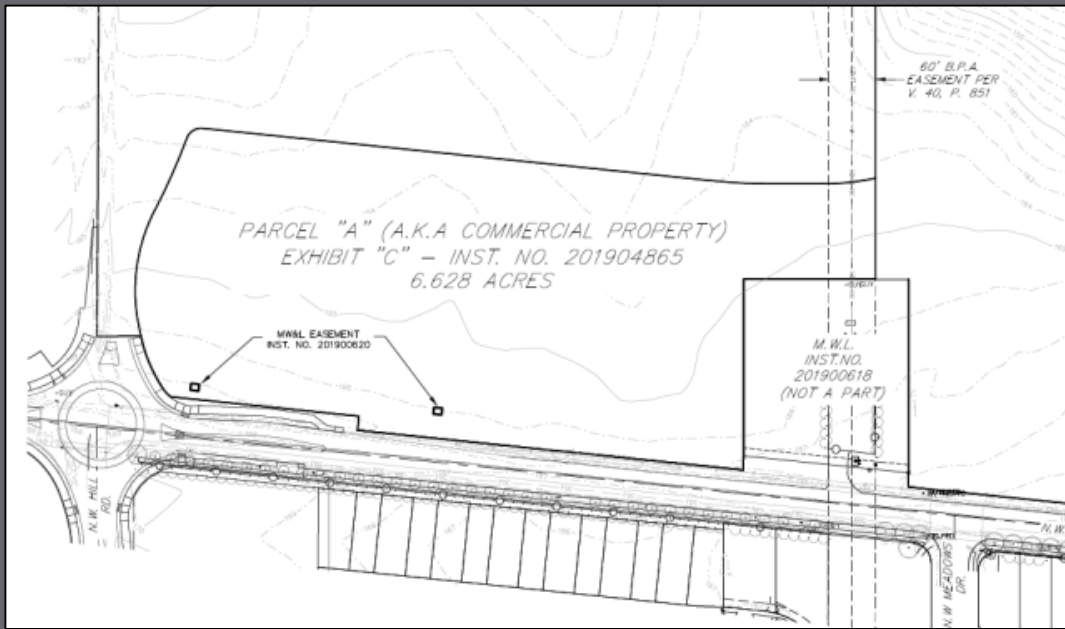 60' B.P.A.
EASEMENT PER
V. 40, P. 851
PARCEL "A" (A.K.A COMMERCIAL PROPERTY)
EXHIBIT "C" – INST. NO. 201904865
6.628 ACRES
MW&L EASEMENT
INST. NO. 201900620
M.W.L.
INST.NO.
201900618
(NOT A PART)
N.W. HILL
RD.
N.W.
N.W MEADOWS
DR.